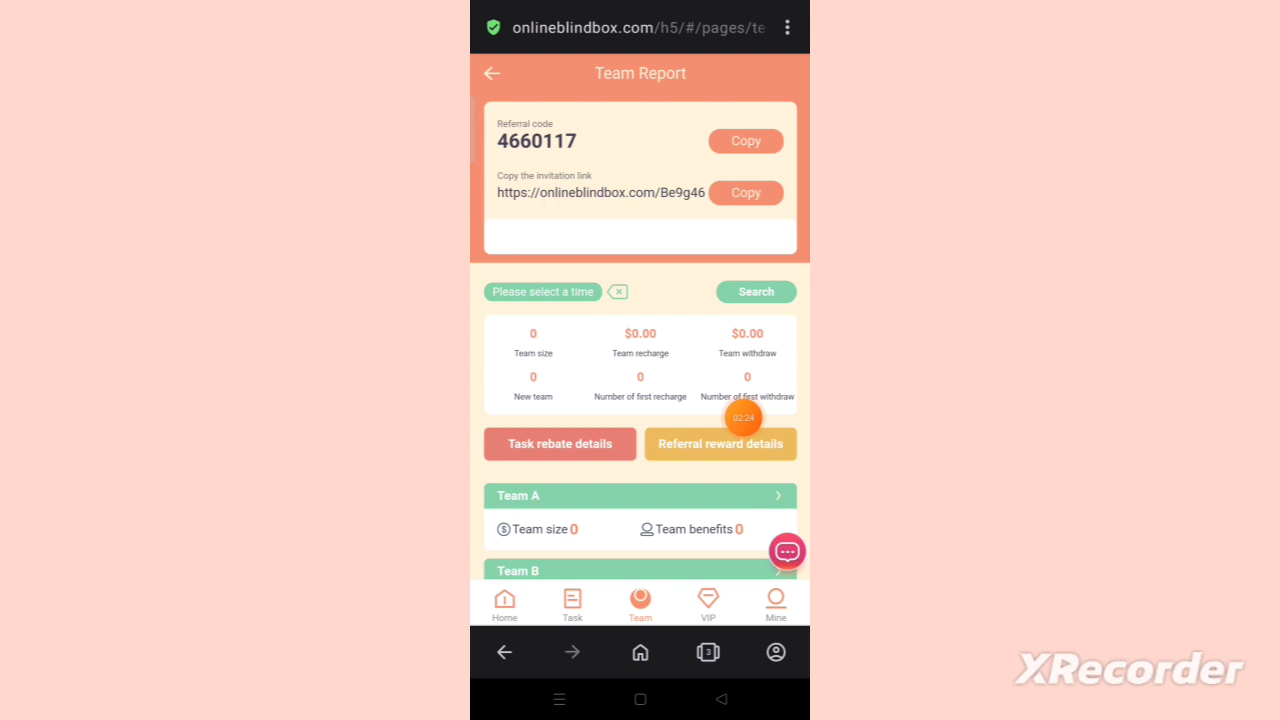 onlineblindbox.com/h5/#/pages/te
Team Report
Referral code
4660117
Copy
Copy the invitation link
https://onlineblindbox.com/Be9g46
Copy
Please select a time
Search
0
$0.00
$0.00
Team size
Team recharge
Team withdraw
0
0
0
New team
Number of first recharge
Number of first withdraw
02:24
Task rebate details
Referral reward details
Team A
Team size 0
Team benefits 0
Team B
Home
Task
Team
VIP
Mine
3
XRecorder